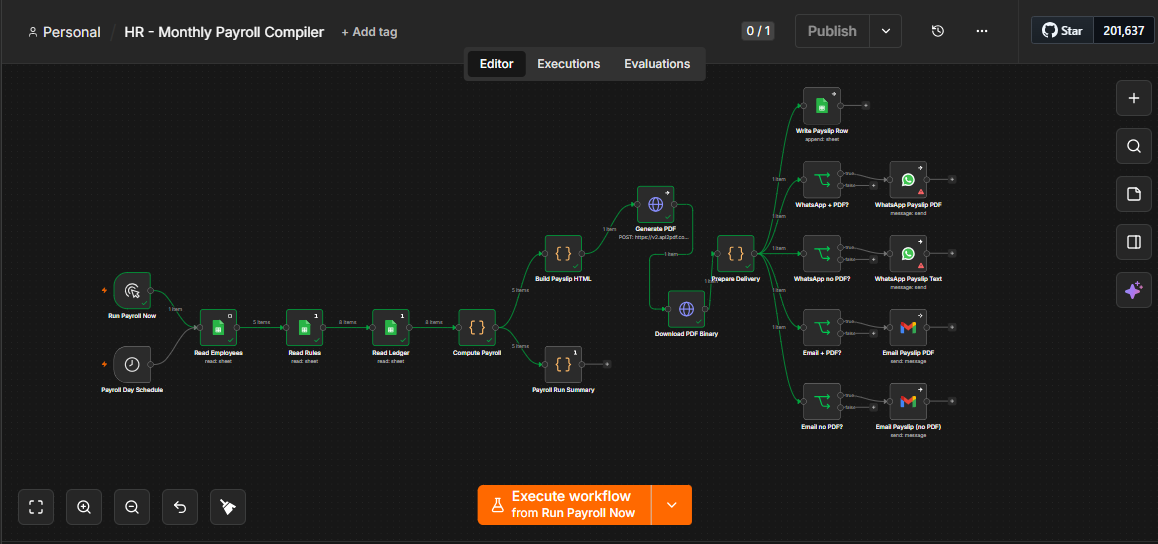 Personal / HR - Monthly Payroll Compiler + Add tag
0 / 1
Publish
Star 201,637
Editor Executions Evaluations
Write Payslip Row
append: sheet
1 item
true
false
WhatsApp + PDF?
WhatsApp Payslip PDF
message: send
1 item
Generate PDF
POST: https://v2.api2pdf.co...
1 item
1 item
1 item
true
false
WhatsApp no PDF?
WhatsApp Payslip Text
message: send
Build Payslip HTML
Prepare Delivery
Run Payroll Now
1 item
5 items
1 item
Download PDF Binary
Read Employees
read: sheet
5 items
1
Read Rules
read: sheet
8 items
1
Read Ledger
read: sheet
8 items
Compute Payroll
5 items
1
Payroll Run Summary
Payroll Day Schedule
1 item
true
false
Email + PDF?
Email Payslip PDF
send: message
1 item
true
false
Email no PDF?
Email Payslip (no PDF)
send: message
Execute workflow
from Run Payroll Now